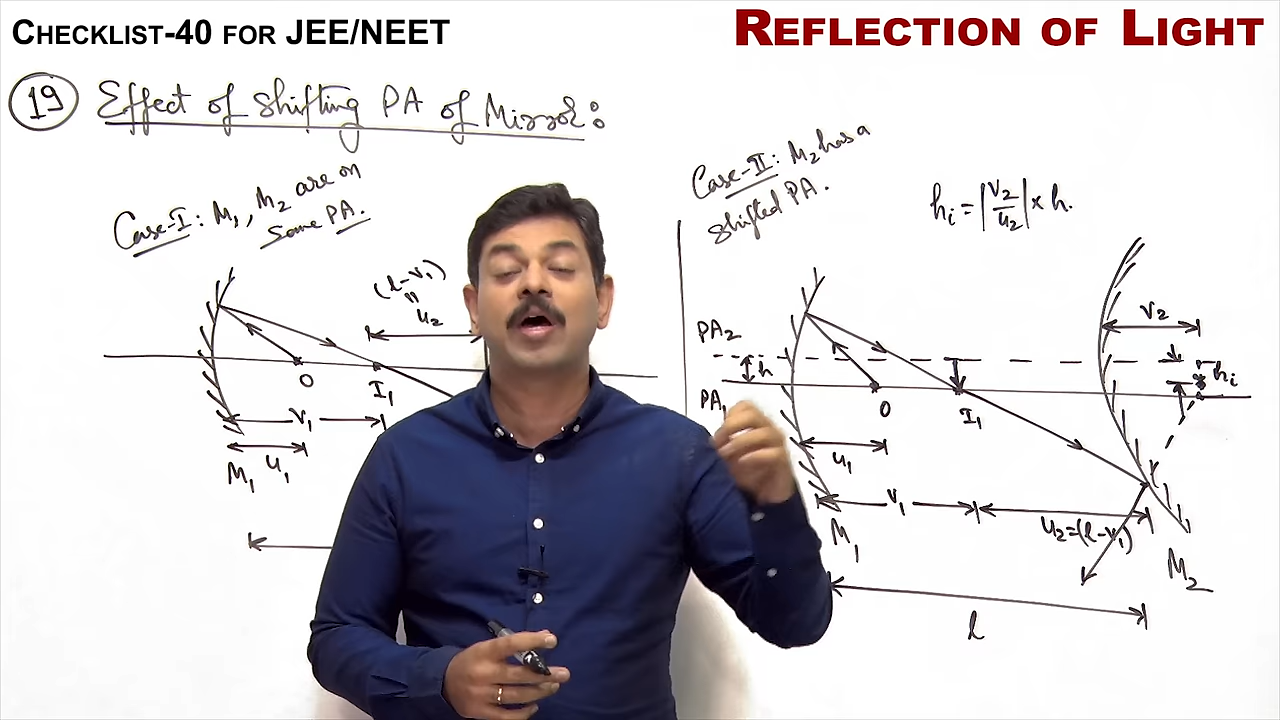 CHECKLIST-40 FOR JEE/NEET
REFLECTION OF LIGHT
19 Effect of shifting PA of Mirror:
Case-I: M1, M2 are on
same PA.
(l-v1)
"
u2
O
I1
v1
u1
M1
Case-II: M2 has a
shifted PA.
hi = |v2/u2| × h.
v2
PA2
h
hi
PA1
O
I1
u1
v1
u2=(l-v1)
M1
M2
l